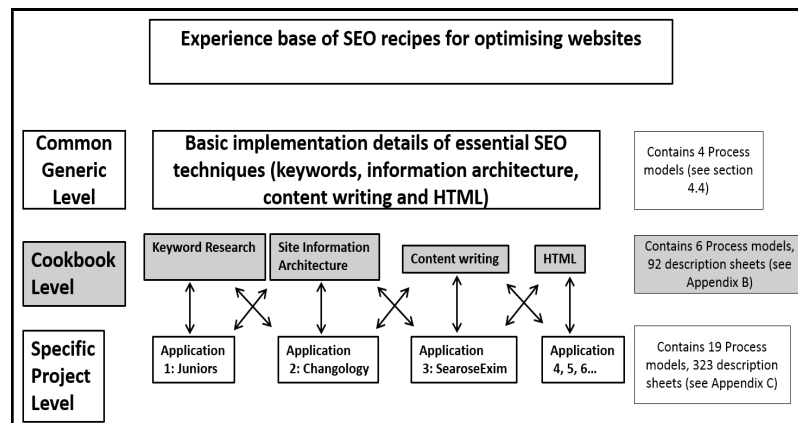 Experience base of SEO recipes for optimising websites
Common
Generic
Level
Basic implementation details of essential SEO
techniques (keywords, information architecture,
content writing and HTML)
Contains 4 Process
models (see section
4.4)
Cookbook
Level
Keyword Research
Site Information
Architecture
Content writing
HTML
Contains 6 Process models,
92 description sheets (see
Appendix B)
Specific
Project
Level
Application
1: Juniors
Application
2: Changology
Application
3: SearoseExim
Application
4, 5, 6...
Contains 19 Process
models, 323 description
sheets (see Appendix C)